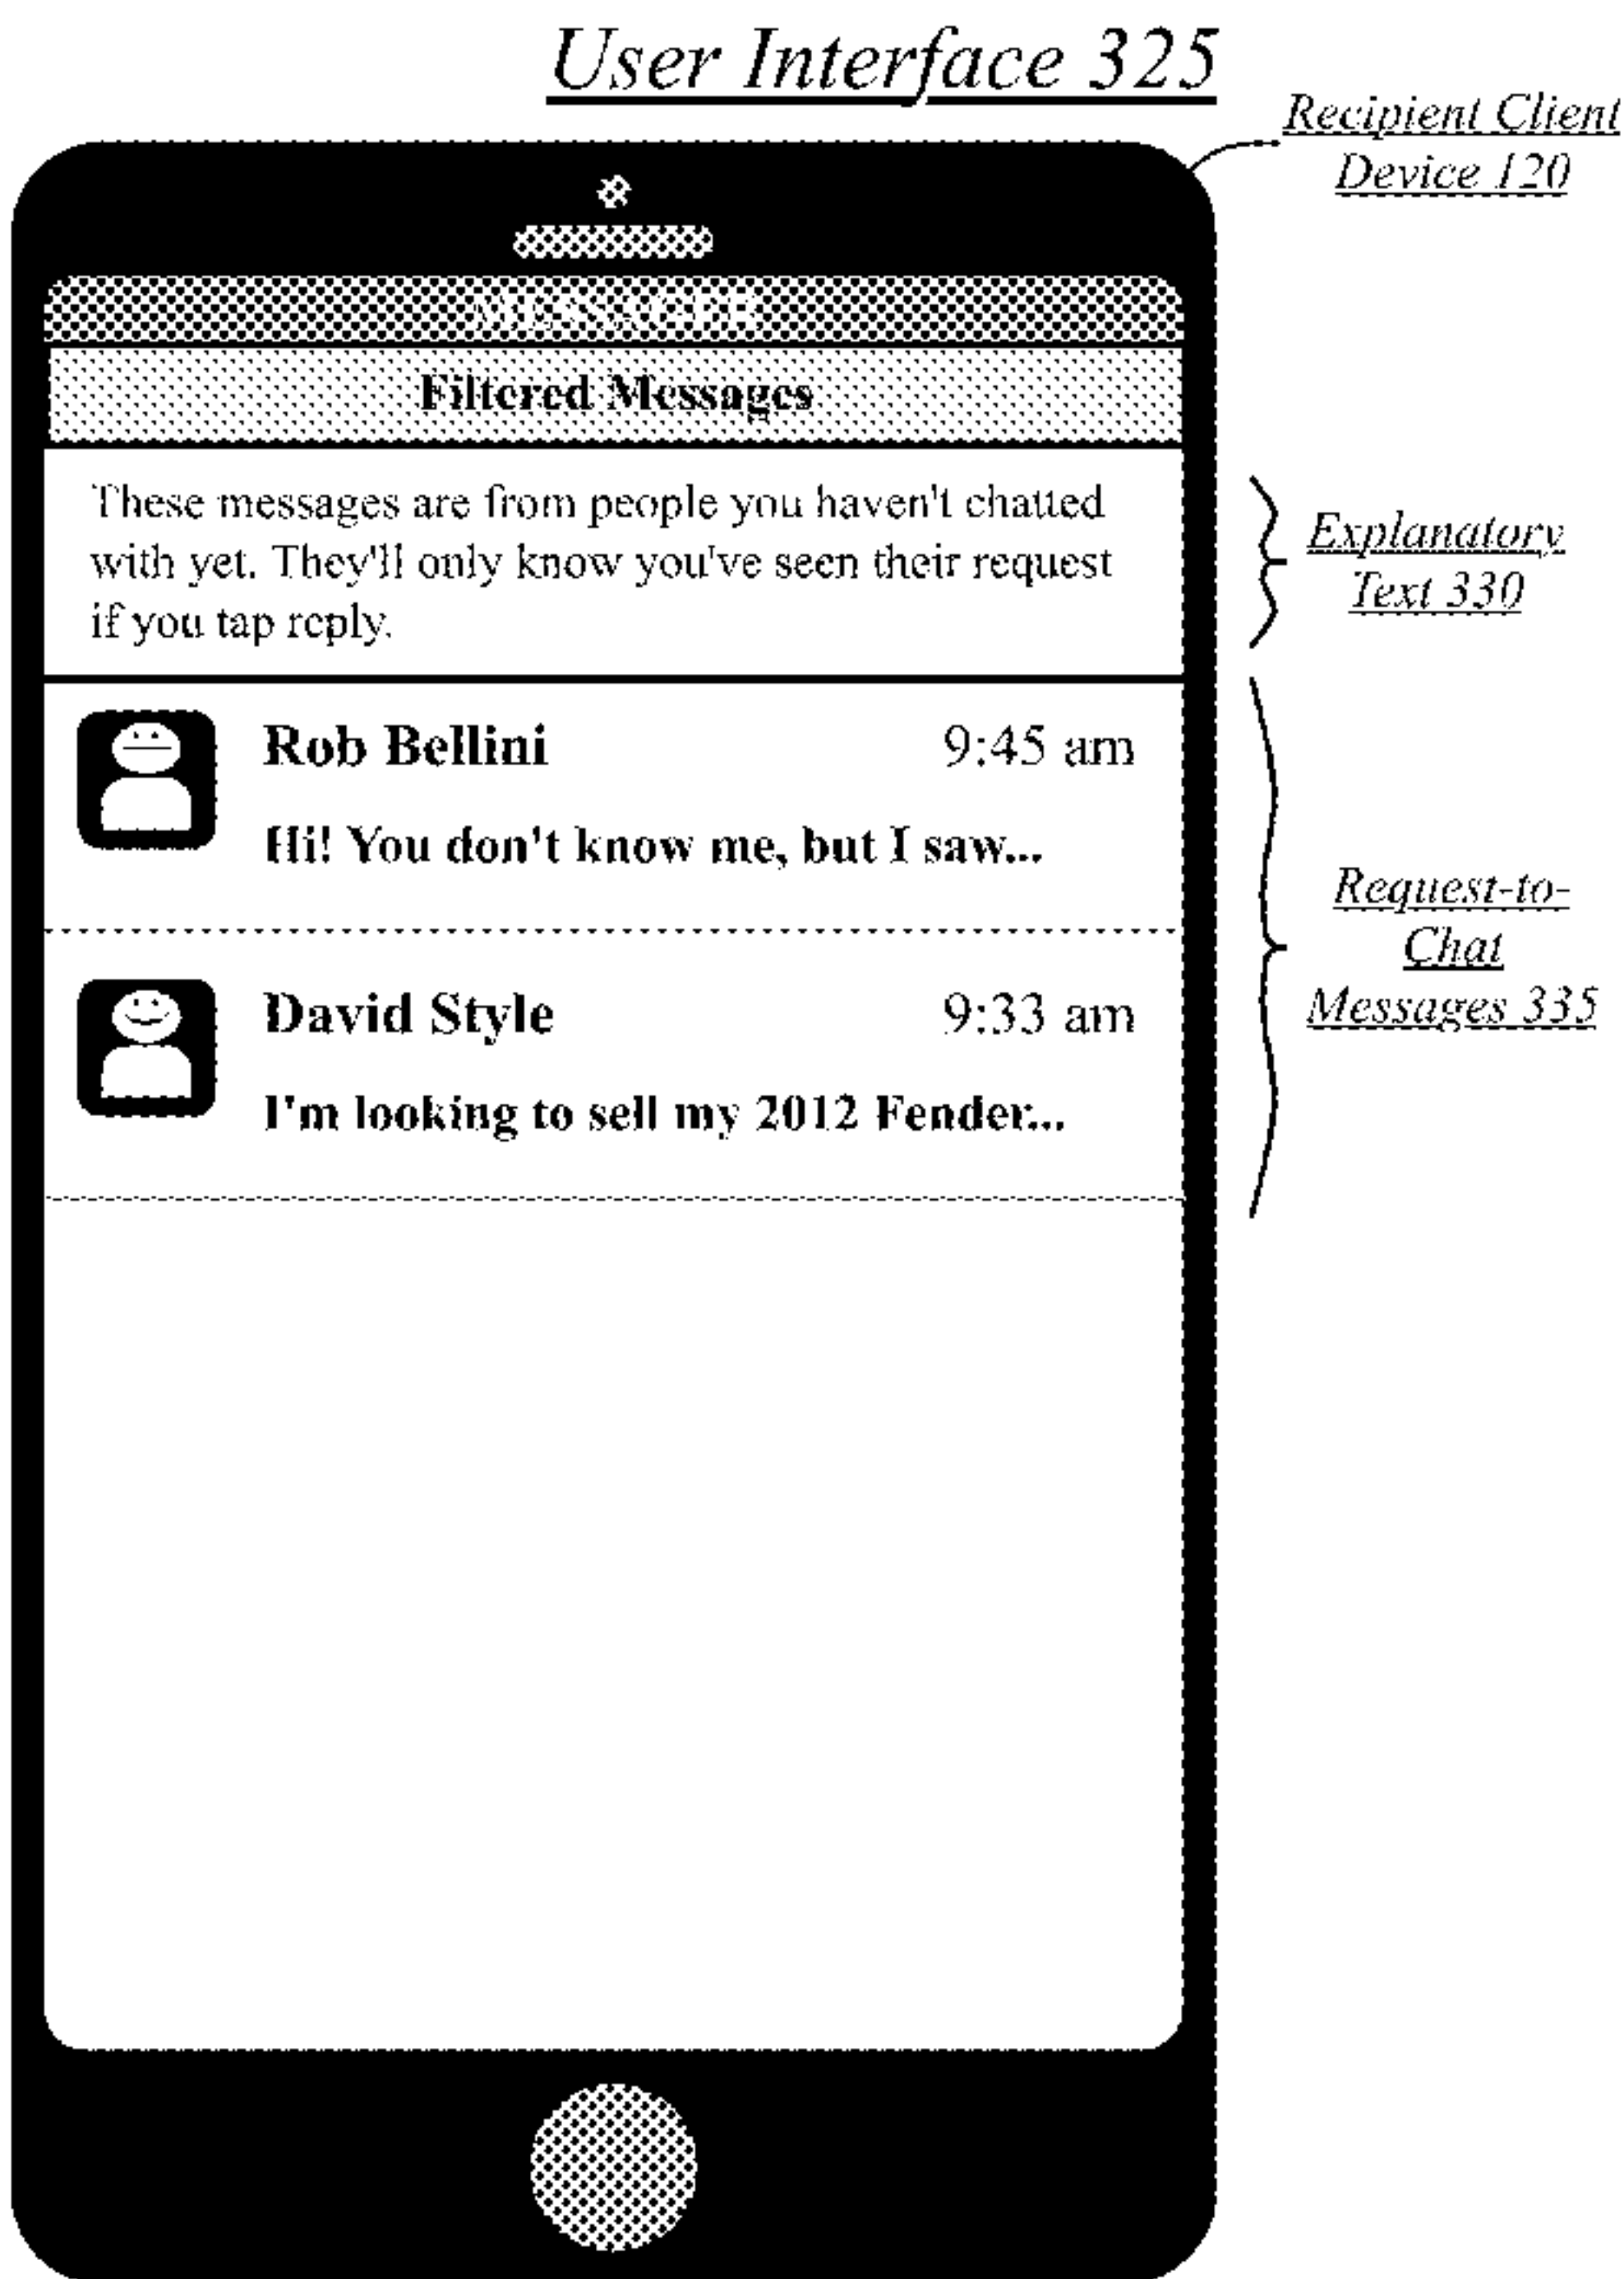 User Interface 325
Recipient Client
Device 120
MESSAGER
Filtered Messages
These messages are from people you haven't chatted
with yet. They'll only know you've seen their request
if you tap reply.
Explanatory
Text 330
Rob Bellini 9:45 am
Hi! You don't know me, but I saw...
David Style 9:33 am
I'm looking to sell my 2012 Fender...
Request-to-
Chat
Messages 335